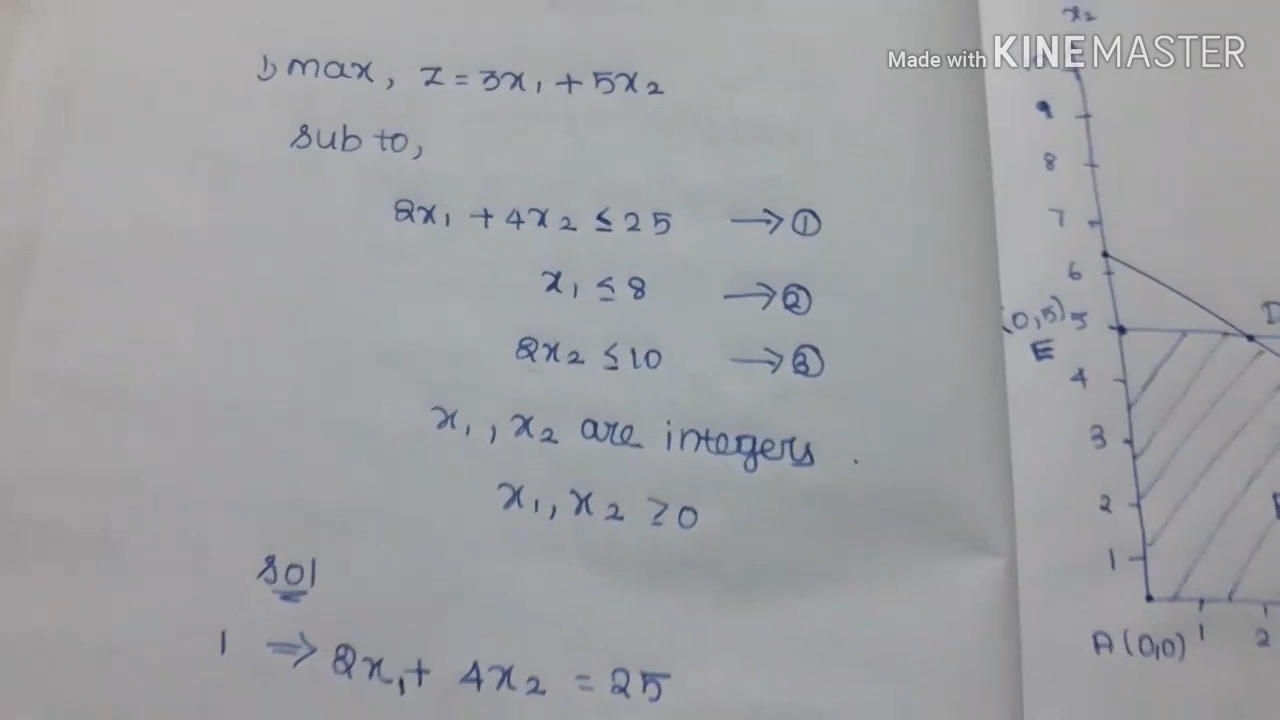 1) max, Z = 3x₁ + 5x₂
sub to,
2x₁ + 4x₂ ≤ 25 → ①
x₁ ≤ 8 → ②
2x₂ ≤ 10 → ③
x₁, x₂ are integers.
x₁, x₂ ≥ 0
Sol
1 ⇒ 2x₁ + 4x₂ = 25
Made with KINEMASTER
x₂
9
8
7
6
(0,5) 5
E
D
4
3
2
1
A (0,0) 1 2